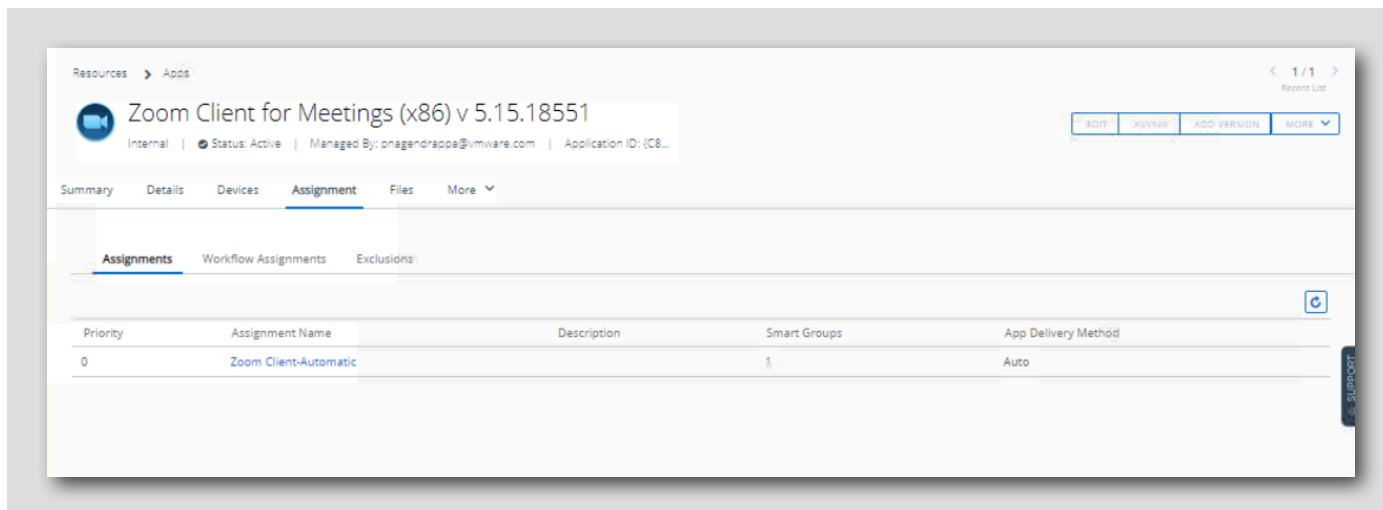 Resources > Apps
< 1 / 1 >
Recent List
Zoom Client for Meetings (x86) v 5.15.18551
EDIT ASSIGN ADD VERSION MORE
Internal | Status: Active | Managed By: pnagendrappa@vmware.com | Application ID: {C8...
Summary Details Devices Assignment Files More
Assignments Workflow Assignments Exclusions
Priority Assignment Name Description Smart Groups App Delivery Method
0 Zoom Client-Automatic 1 Auto
SUPPORT